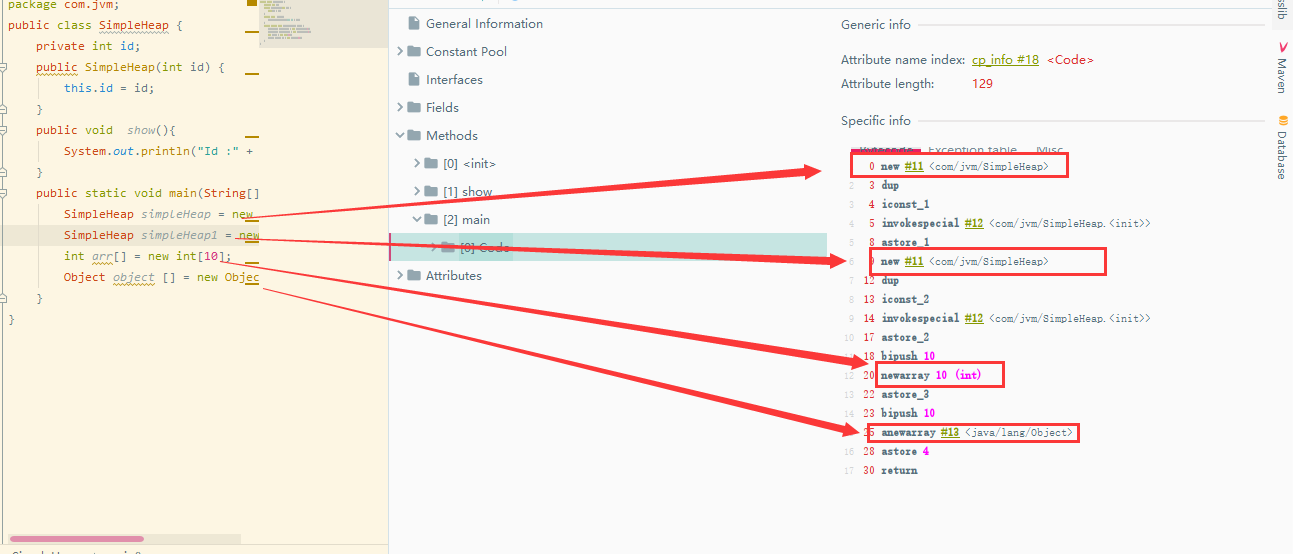 package com.jvm;
public class SimpleHeap {
private int id;
public SimpleHeap(int id) {
this.id = id;
}
public void  show(){
System.out.println("Id :" +
}
public static void main(String[]
SimpleHeap simpleHeap = new
SimpleHeap simpleHeap1 = new
int arr[] = new int[10];
Object object [] = new Objec
}
}
General Information
Constant Pool
Interfaces
Fields
Methods
[0] <init>
[1] show
[2] main
[0] Code
Attributes
Generic info
Attribute name index: cp_info #18 <Code>
Attribute length: 129
Specific info
Exception table Misc
0 new #11 <com/jvm/SimpleHeap>
2 3 dup
3 4 iconst_1
4 5 invokespecial #12 <com/jvm/SimpleHeap.<init>>
5 8 astore_1
6 9 new #11 <com/jvm/SimpleHeap>
7 12 dup
8 13 iconst_2
9 14 invokespecial #12 <com/jvm/SimpleHeap.<init>>
10 17 astore_2
18 bipush 10
12 20 newarray 10 (int)
13 22 astore_3
14 23 bipush 10
25 anewarray #13 <java/lang/Object>
16 28 astore 4
17 30 return
sslib
Maven
Database